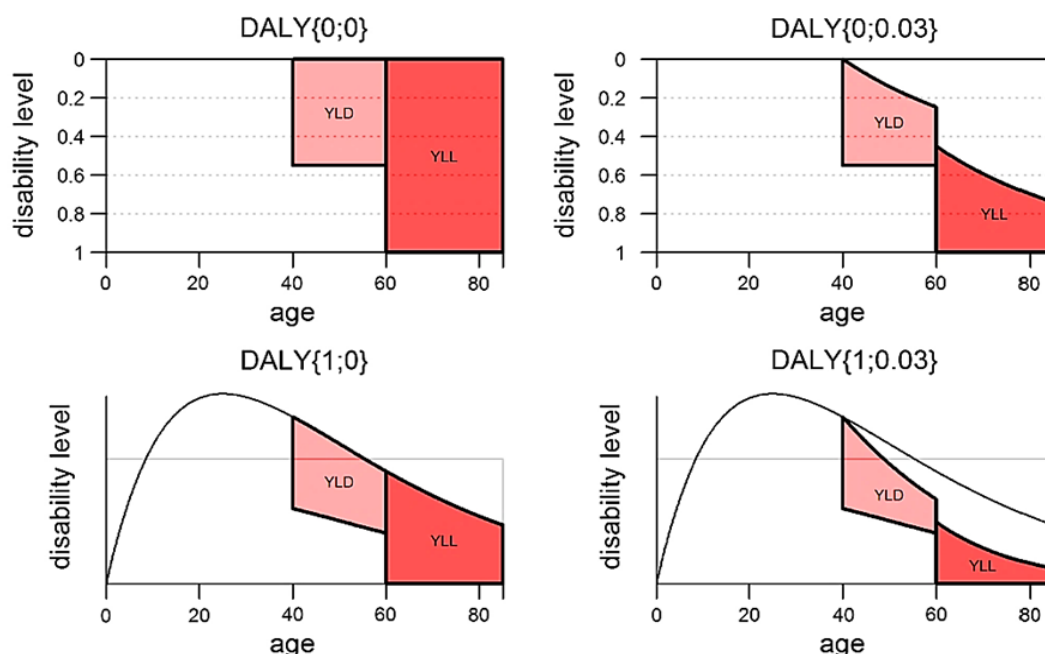 DALY{0;0}
disability level
0
0.2
0.4
0.6
0.8
1
YLD
YLL
0
20
40
60
80
age
DALY{0;0.03}
disability level
0
0.2
0.4
0.6
0.8
1
YLD
YLL
0
20
40
60
80
age
DALY{1;0}
disability level
YLD
YLL
0
20
40
60
80
age
DALY{1;0.03}
disability level
YLD
YLL
0
20
40
60
80
age